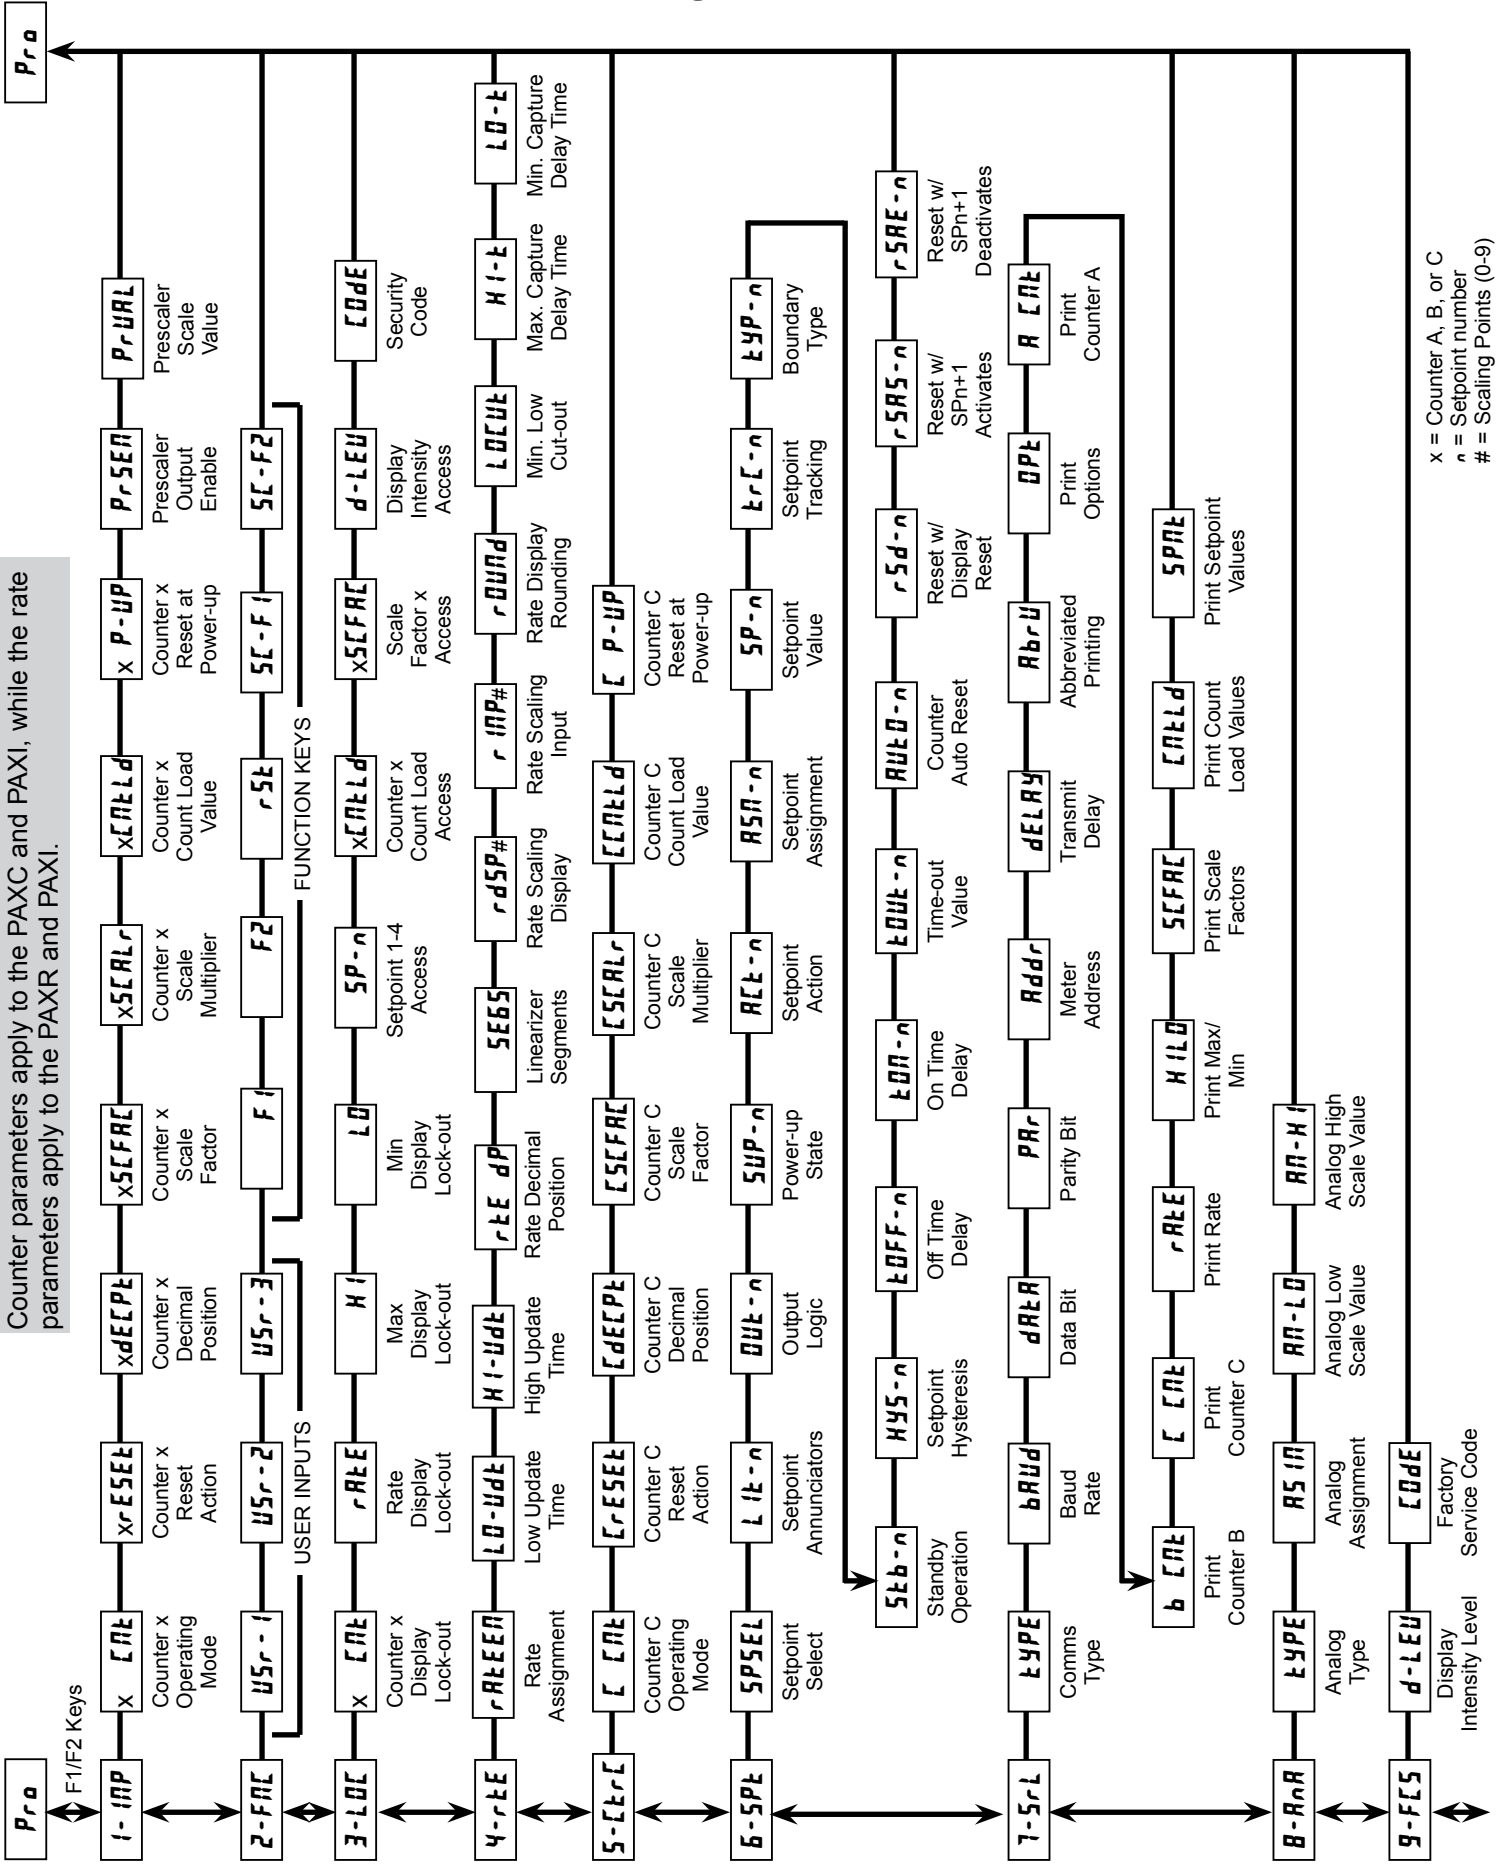 Counter parameters apply to the PAXC and PAXI, while the rate
parameters apply to the PAXR and PAXI.
Pro
F1/F2 Keys
Pro
1- INP
x CNt
Counter x
Operating
Mode
xrESEt
Counter x
Reset
Action
xdECPt
Counter x
Decimal
Position
xSCFAC
Counter x
Scale
Factor
xSCALr
Counter x
Scale
Multiplier
xCNtLd
Counter x
Count Load
Value
x P-UP
Counter x
Reset at
Power-up
PrSEN
Prescaler
Output
Enable
PrVAL
Prescaler
Scale
Value
2-FNC
USr-1
USr-2
USr-3
USER INPUTS
F1
F2
rSt
SC-F1
SC-F2
FUNCTION KEYS
3-LOC
x CNt
Counter x
Display
Lock-out
rAtE
Rate
Display
Lock-out
HI
Max
Display
Lock-out
LO
Min
Display
Lock-out
SP-n
Setpoint 1-4
Access
xCNtLd
Counter x
Count Load
Access
xSCFAC
Scale
Factor x
Access
d-LEV
Display
Intensity
Access
CODE
Security
Code
4-rtE
rAtEEN
Rate
Assignment
LO-Udt
Low Update
Time
HI-Udt
High Update
Time
rtE dP
Rate Decimal
Position
SEGS
Linearizer
Segments
rdSP#
Rate Scaling
Display
r INP#
Rate Scaling
Input
rOUNd
Rate Display
Rounding
LOCUt
Min. Low
Cut-out
HI-t
Max. Capture
Delay Time
LO-t
Min. Capture
Delay Time
5-CtrC
C CNt
Counter C
Operating
Mode
CrESEt
Counter C
Reset
Action
CdECPt
Counter C
Decimal
Position
CSCFAC
Counter C
Scale
Factor
CSCALr
Counter C
Scale
Multiplier
CCNtLd
Counter C
Count Load
Value
C P-UP
Counter C
Reset at
Power-up
6-SPt
SPSEL
Setpoint
Select
LIt-n
Setpoint
Annunciators
OUt-n
Output
Logic
SUP-n
Power-up
State
ACt-n
Setpoint
Action
ASN-n
Setpoint
Assignment
SP-n
Setpoint
Value
trC-n
Setpoint
Tracking
tYP-n
Boundary
Type
Stb-n
Standby
Operation
HYS-n
Setpoint
Hysteresis
tOFF-n
Off Time
Delay
tON-n
On Time
Delay
tOUt-n
Time-out
Value
AUtO-n
Counter
Auto Reset
rSd-n
Reset w/
Display
Reset
rSAS-n
Reset w/
SPn+1
Activates
rSAE-n
Reset w/
SPn+1
Deactivates
7-SrL
tYPE
Comms
Type
bAUd
Baud
Rate
dAtA
Data Bit
PAr
Parity Bit
Addr
Meter
Address
dELAY
Transmit
Delay
AbrV
Abbreviated
Printing
OPt
Print
Options
A CNt
Print
Counter A
b CNt
Print
Counter B
C CNt
Print
Counter C
rAtE
Print Rate
HILO
Print Max/
Min
SCFAC
Print Scale
Factors
CNtLd
Print Count
Load Values
SPNt
Print Setpoint
Values
8-AnA
tYPE
Analog
Type
AS IN
Analog
Assignment
AN-LO
Analog Low
Scale Value
AN-HI
Analog High
Scale Value
9-FCS
d-LEV
Display
Intensity Level
COdE
Factory
Service Code
x = Counter A, B, or C
n = Setpoint number
# = Scaling Points (0-9)